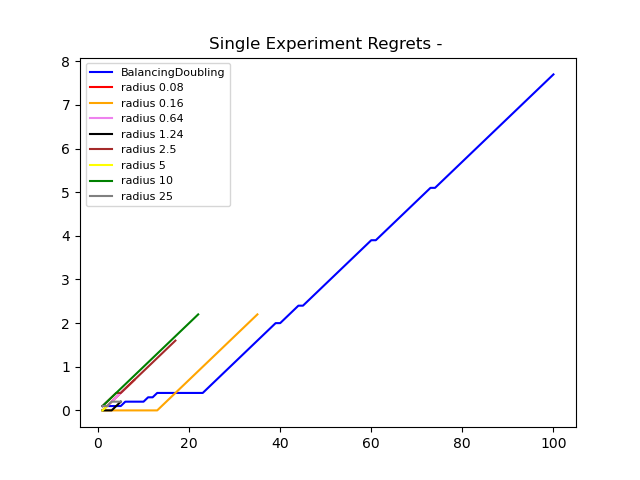 Single Experiment Regrets -
8
7
6
5
4
3
2
1
0
BalancingDoubling
radius 0.08
radius 0.16
radius 0.64
radius 1.24
radius 2.5
radius 5
radius 10
radius 25
0 20 40 60 80 100